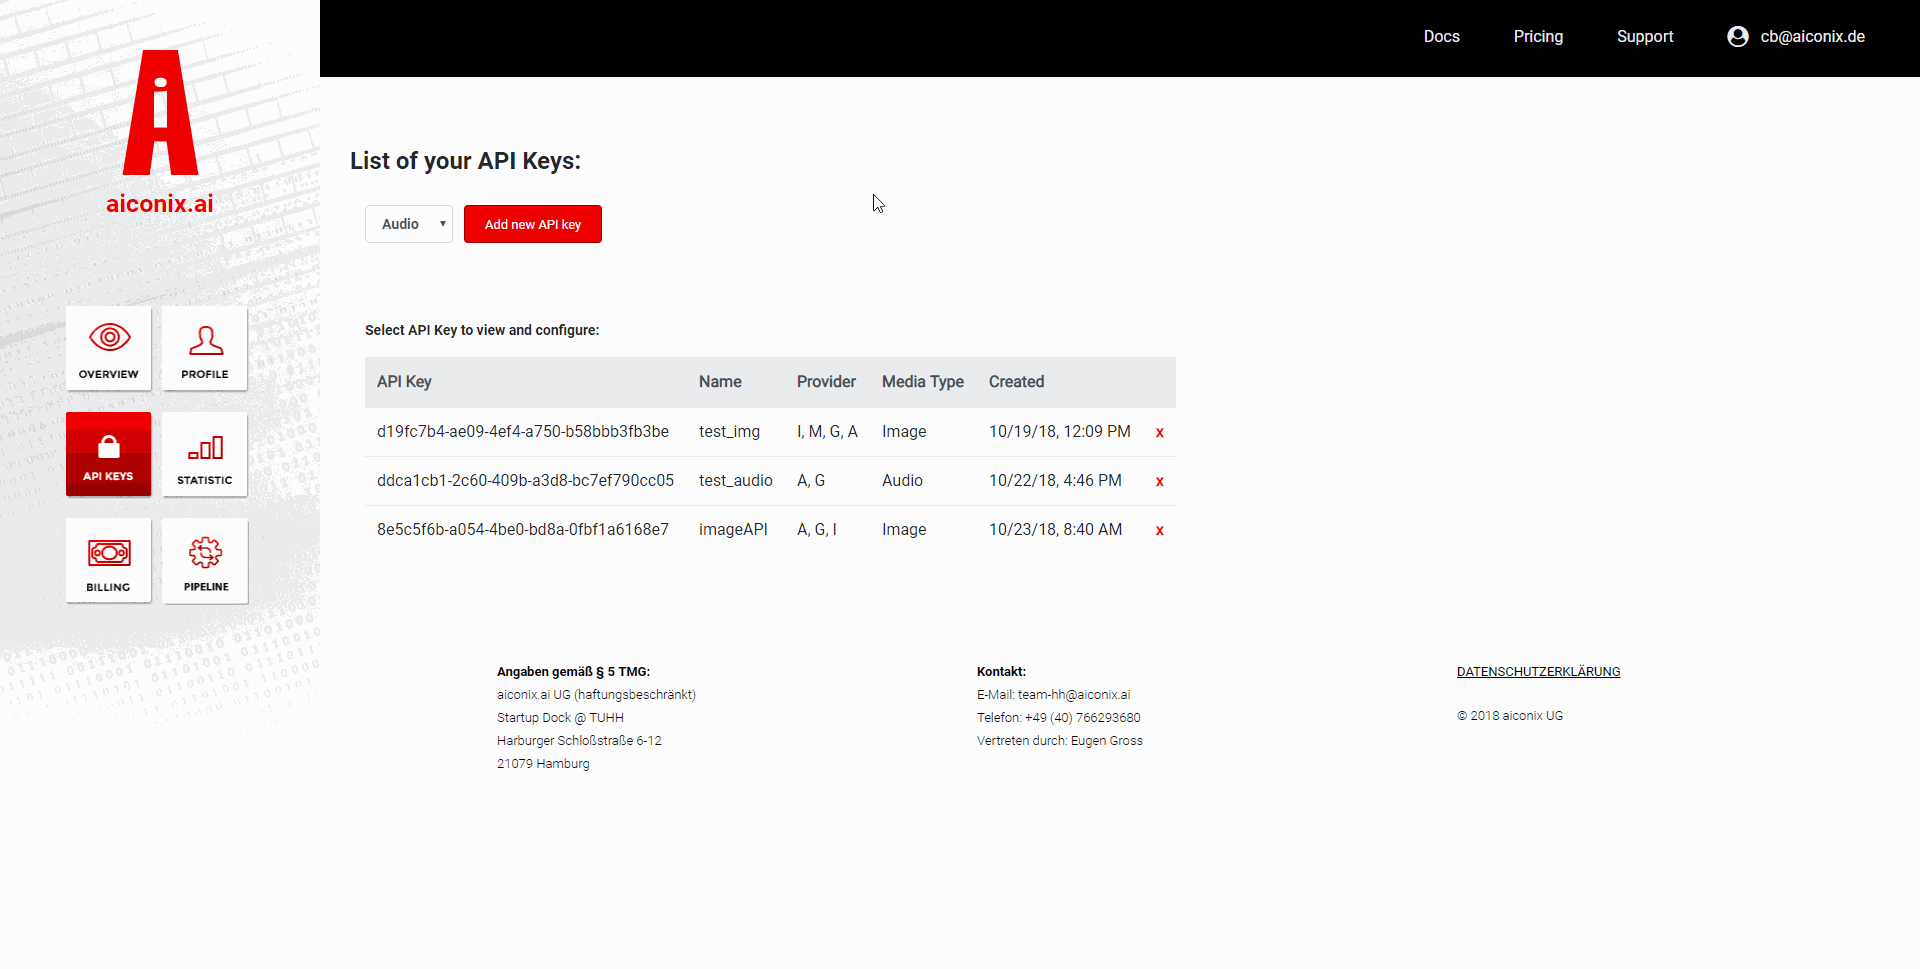 aiconix.ai
Docs Pricing Support cb@aiconix.de
OVERVIEW PROFILE
API KEYS STATISTIC
BILLING PIPELINE
List of your API Keys:
Audio Add new API key
Select API Key to view and configure:
API Key Name Provider Media Type Created
d19fc7b4-ae09-4ef4-a750-b58bbb3fb3be test_img I, M, G, A Image 10/19/18, 12:09 PM x
ddca1cb1-2c60-409b-a3d8-bc7ef790cc05 test_audio A, G Audio 10/22/18, 4:46 PM x
8e5c5f6b-a054-4be0-bd8a-0fbf1a6168e7 imageAPI A, G, I Image 10/23/18, 8:40 AM x
Angaben gemäß § 5 TMG:
aiconix.ai UG (haftungsbeschränkt)
Startup Dock @ TUHH
Harburger Schloßstraße 6-12
21079 Hamburg
Kontakt:
E-Mail: team-hh@aiconix.ai
Telefon: +49 (40) 766293680
Vertreten durch: Eugen Gross
DATENSCHUTZERKLÄRUNG
© 2018 aiconix UG